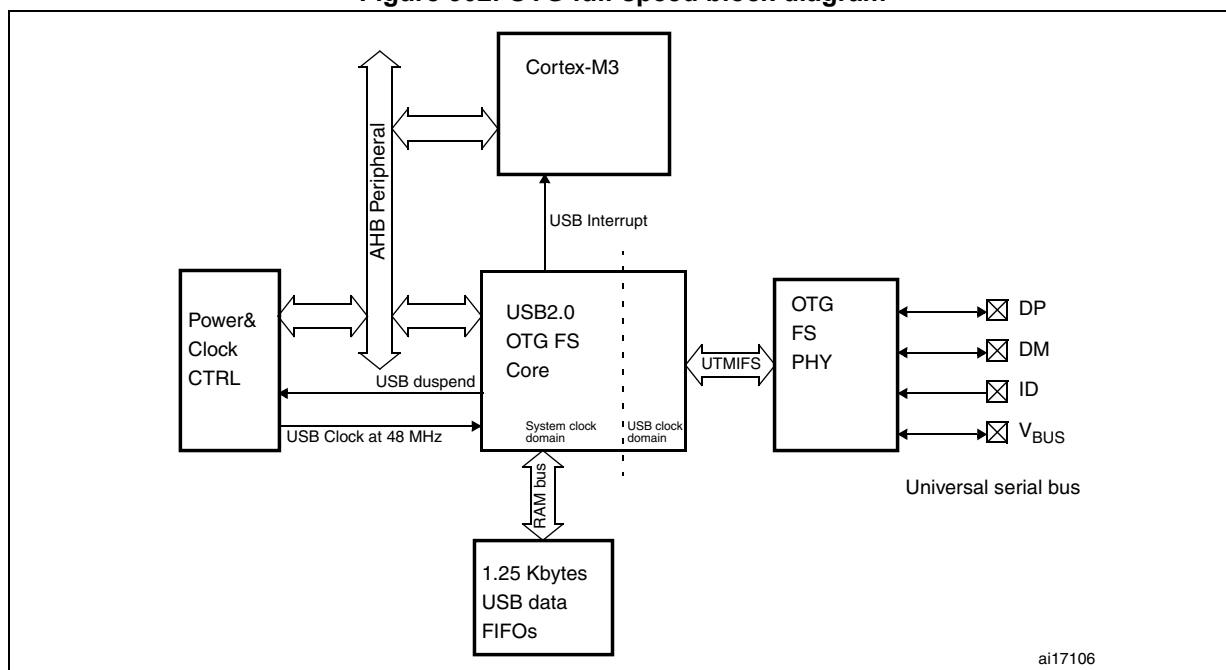 Cortex-M3
AHB Peripheral
USB Interrupt
Power&
Clock
CTRL
USB2.0
OTG FS
Core
UTMIFS
OTG
FS
PHY
DP
DM
ID
VBUS
USB duspend
USB Clock at 48 MHz
System clock
domain
USB clock
domain
Universal serial bus
RAM bus
1.25 Kbytes
USB data
FIFOs
ai17106